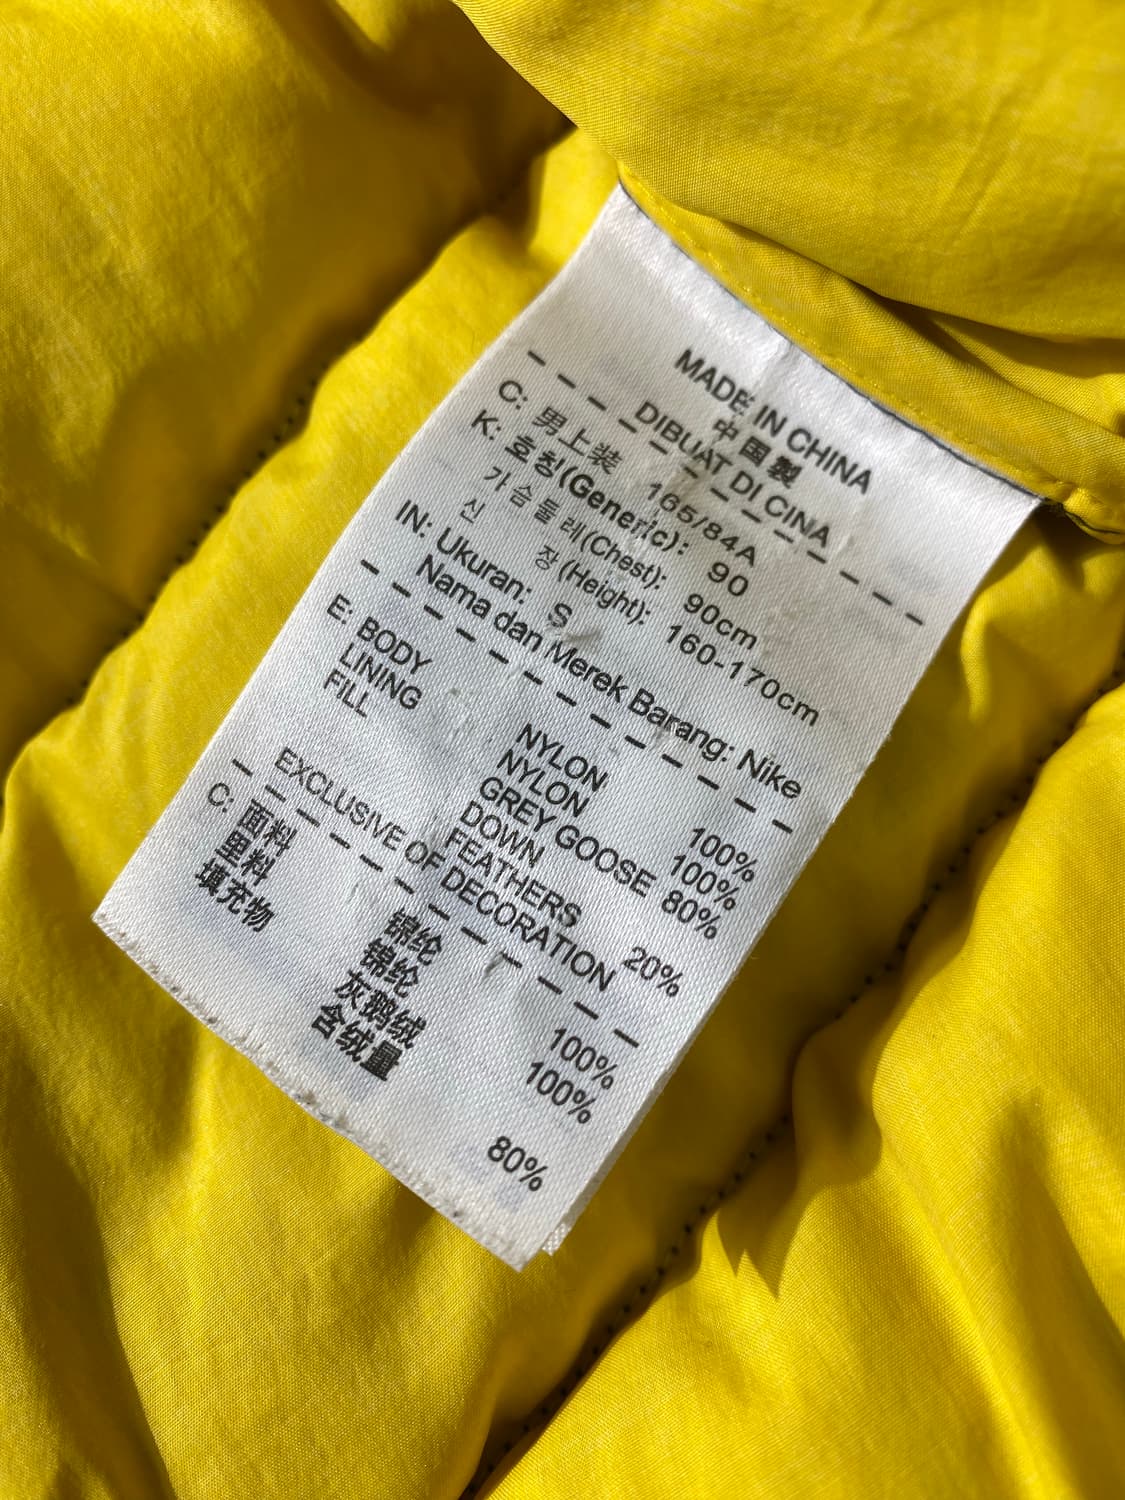 MADE IN CHINA
中国製
DIBUAT DI CINA
C: 男上装 165/84A
K: 호칭(Generic): 90
가슴둘레(Chest): 90cm
신 장(Height): 160-170cm
IN: Ukuran: S
Nama dan Merek Barang: Nike
E: BODY NYLON 100%
LINING NYLON 100%
FILL GREY GOOSE 80%
DOWN
FEATHERS 20%
EXCLUSIVE OF DECORATION
C: 面料 锦纶 100%
里料 锦纶 100%
填充物 灰鹅绒
含绒量 80%